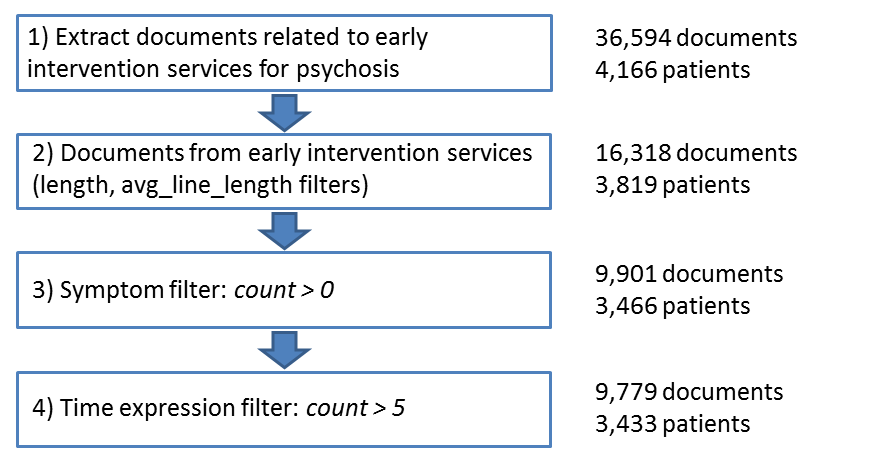 1) Extract documents related to early
intervention services for psychosis
36,594 documents
4,166 patients
2) Documents from early intervention services
(length, avg_line_length filters)
16,318 documents
3,819 patients
3) Symptom filter: count > 0
9,901 documents
3,466 patients
4) Time expression filter: count > 5
9,779 documents
3,433 patients